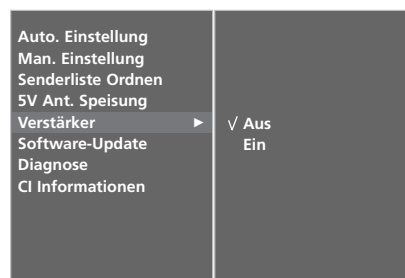 Auto. Einstellung
Man. Einstellung
Senderliste Ordnen
5V Ant. Speisung
Verstärker ►
Software-Update
Diagnose
CI Informationen
√ Aus
Ein